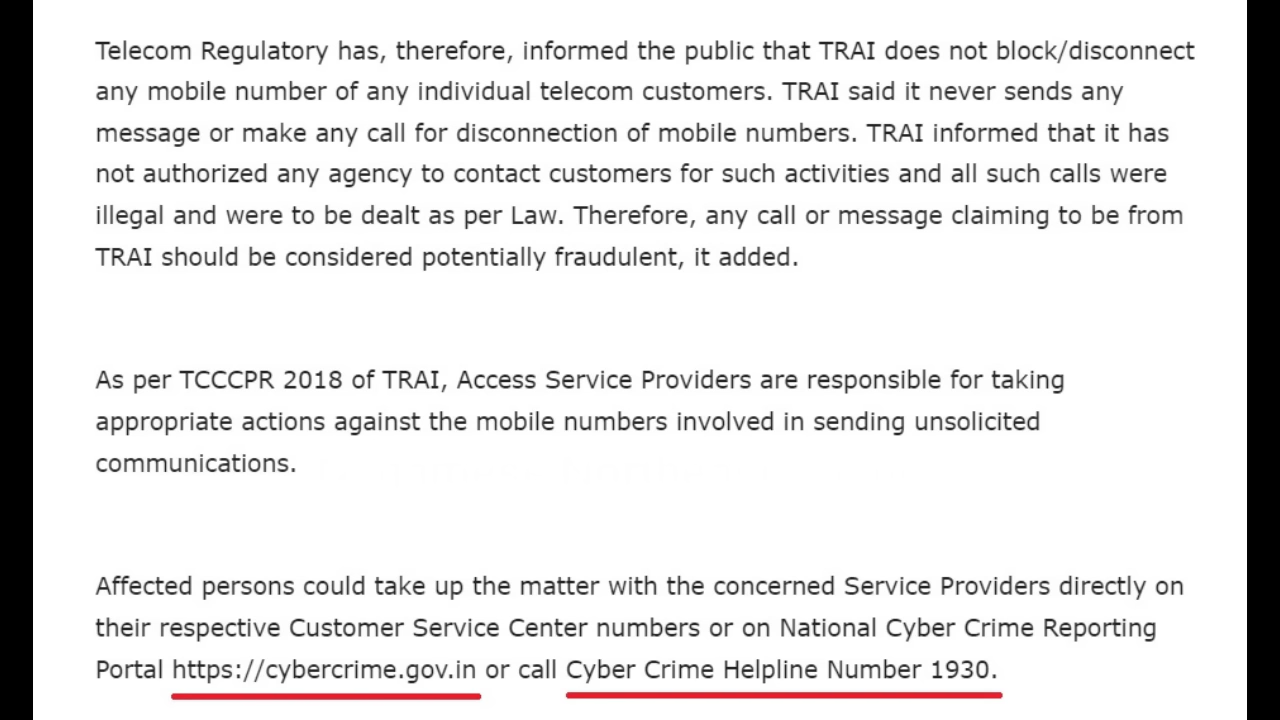 Telecom Regulatory has, therefore, informed the public that TRAI does not block/disconnect
any mobile number of any individual telecom customers. TRAI said it never sends any
message or make any call for disconnection of mobile numbers. TRAI informed that it has
not authorized any agency to contact customers for such activities and all such calls were
illegal and were to be dealt as per Law. Therefore, any call or message claiming to be from
TRAI should be considered potentially fraudulent, it added.
As per TCCCPR 2018 of TRAI, Access Service Providers are responsible for taking
appropriate actions against the mobile numbers involved in sending unsolicited
communications.
Affected persons could take up the matter with the concerned Service Providers directly on
their respective Customer Service Center numbers or on National Cyber Crime Reporting
Portal https://cybercrime.gov.in or call Cyber Crime Helpline Number 1930.